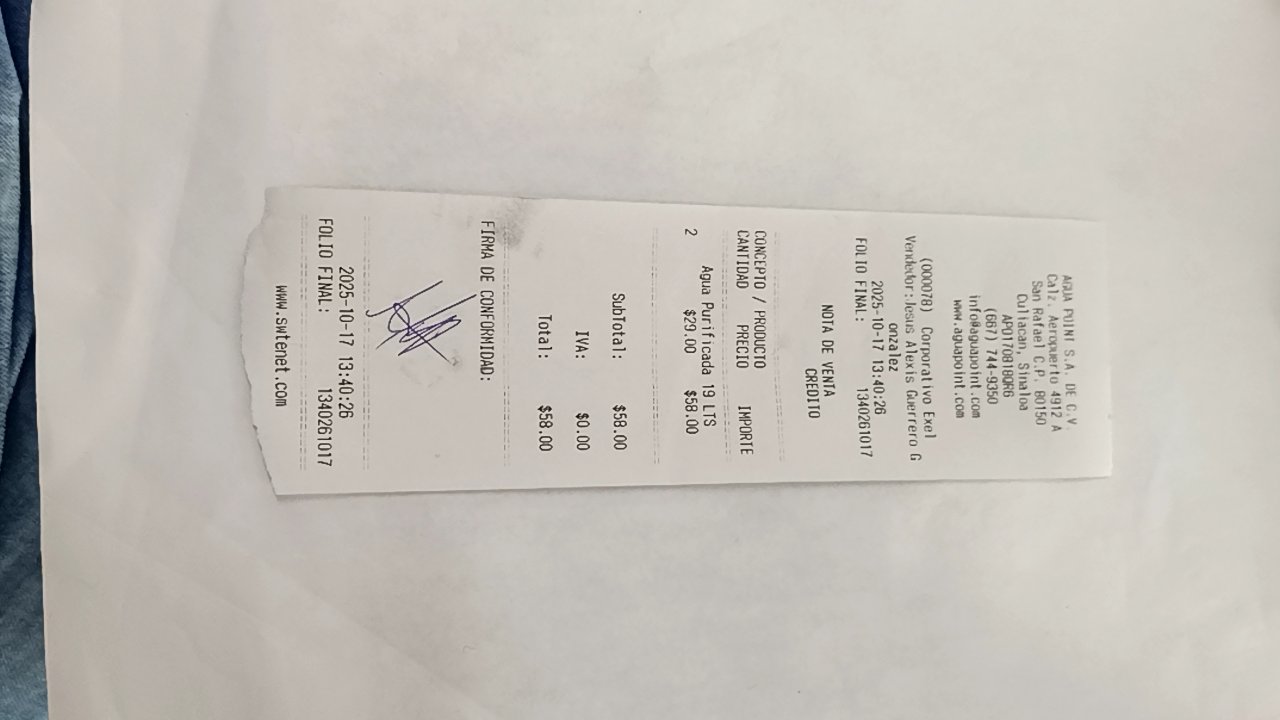 AGUA POINT S.A. DE C.V.
Calz. Aeropuerto 4912 A
San Rafael C.P. 80150
Culiacan, Sinaloa
APO170818QR6
(667) 744-9350
info@aguapoint.com
www.aguapoint.com
(000078) Corporativo Exel
Vendedor:Jesus Alexis Guerrero G
onzalez
2025-10-17 13:40:26
FOLIO FINAL: 1340261017
NOTA DE VENTA
CREDITO
CONCEPTO / PRODUCTO
CANTIDAD PRECIO IMPORTE
Agua Purificada 19 LTS
2 $29.00 $58.00
SubTotal: $58.00
IVA: $0.00
Total: $58.00
FIRMA DE CONFORMIDAD:
2025-10-17 13:40:26
FOLIO FINAL: 1340261017
www.swtenet.com